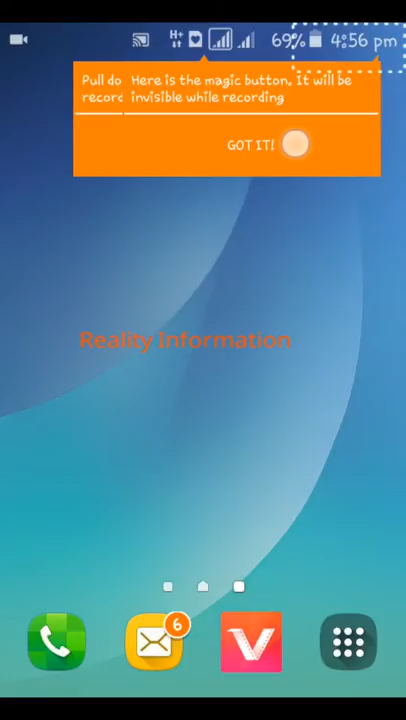 H+
69%
4:56 pm
Pull do
record
Here is the magic button. It will be
invisible while recording
GOT IT!
Reality Information
6